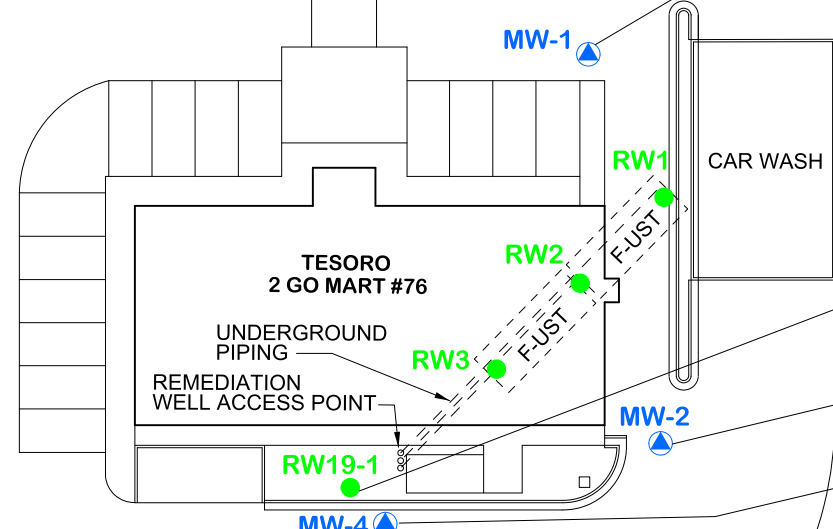 MW-1
RW1
CAR WASH
F-UST
RW2
TESORO
2 GO MART #76
F-UST
UNDERGROUND
PIPING
RW3
REMEDIATION
WELL ACCESS POINT
MW-2
RW19-1
MW-4